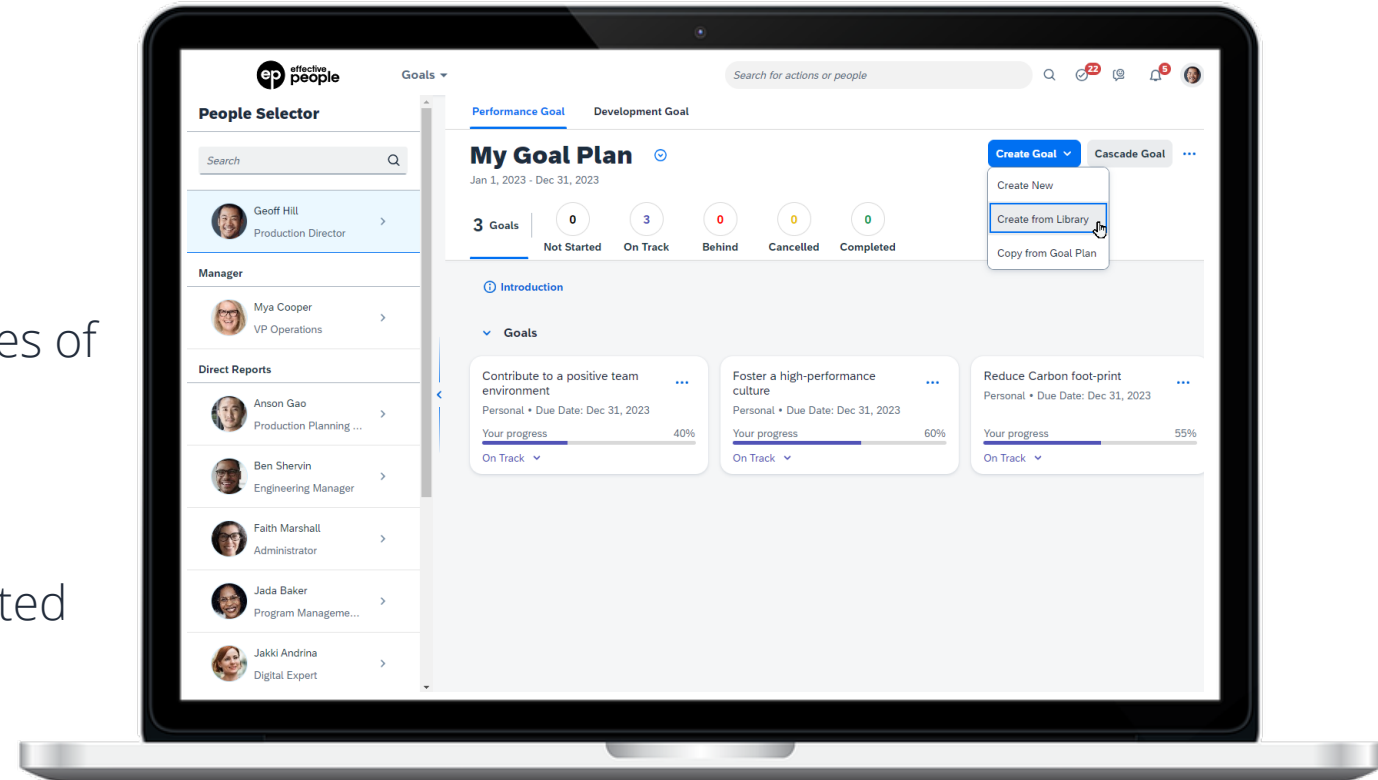 es of
ted
ep effective
people
Goals
Search for actions or people
22
5
People Selector
Search
Geoff Hill
Production Director
Manager
Mya Cooper
VP Operations
Direct Reports
Anson Gao
Production Planning ...
Ben Shervin
Engineering Manager
Faith Marshall
Administrator
Jada Baker
Program Manageme...
Jakki Andrina
Digital Expert
Performance Goal
Development Goal
My Goal Plan
Jan 1, 2023 - Dec 31, 2023
Create Goal
Cascade Goal
Create New
Create from Library
Copy from Goal Plan
3 Goals
0
Not Started
3
On Track
0
Behind
0
Cancelled
0
Completed
Introduction
Goals
Contribute to a positive team
environment
Personal • Due Date: Dec 31, 2023
Your progress 40%
On Track
Foster a high-performance
culture
Personal • Due Date: Dec 31, 2023
Your progress 60%
On Track
Reduce Carbon foot-print
Personal • Due Date: Dec 31, 2023
Your progress 55%
On Track